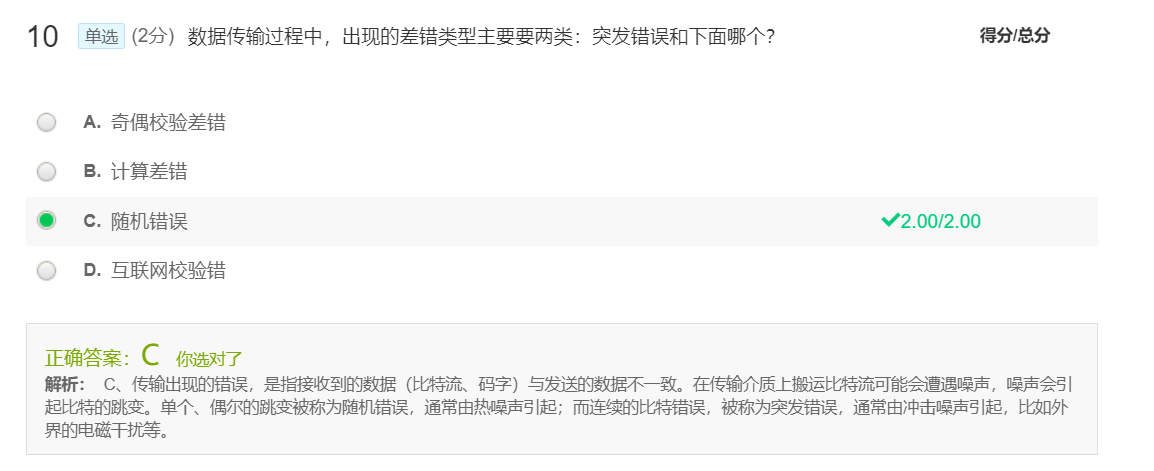 10 单选 (2分) 数据传输过程中，出现的差错类型主要要两类：突发错误和下面哪个？ 得分/总分
A. 奇偶校验差错
B. 计算差错
C. 随机错误 2.00/2.00
D. 互联网校验错
正确答案：C 你选对了
解析： C、传输出现的错误，是指接收到的数据（比特流、码字）与发送的数据不一致。在传输介质上搬运比特流可能会遭遇噪声，噪声会引
起比特的跳变。单个、偶尔的跳变被称为随机错误，通常由热噪声引起；而连续的比特错误，被称为突发错误，通常由冲击噪声引起，比如外
界的电磁干扰等。